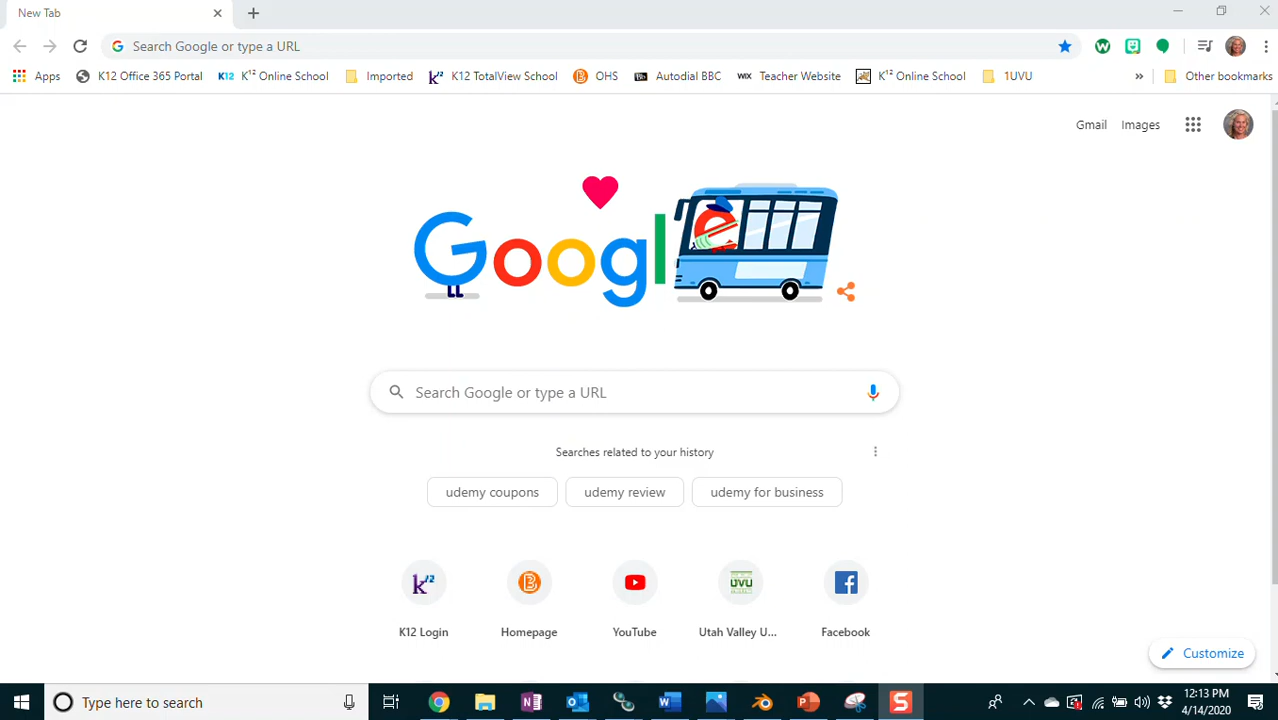 New Tab
Search Google or type a URL
Apps K12 Office 365 Portal K12 K¹² Online School Imported K12 TotalView School OHS Autodial BBC... WIX Teacher Website K¹² Online School 1UVU » Other bookmarks
Gmail Images
Google
Search Google or type a URL
Searches related to your history
udemy coupons udemy review udemy for business
K12 Login Homepage YouTube Utah Valley U... Facebook
Customize
Type here to search
12:13 PM
4/14/2020